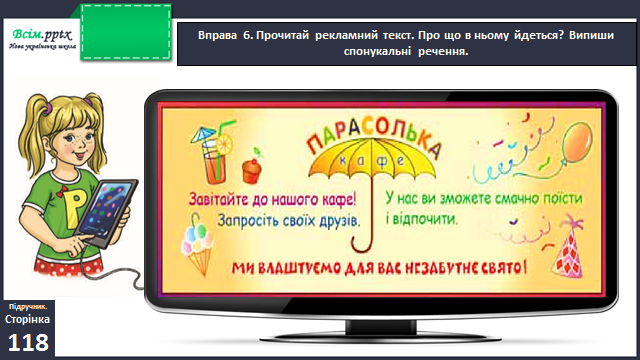 Всім.pptx
Нова українська школа
Вправа 6. Прочитай рекламний текст. Про що в ньому йдеться? Випиши
спонукальні речення.
ПАРАСОЛЬКА
кафе
Завітайте до нашого кафе!
Запросіть своїх друзів.
У нас ви зможете смачно поїсти
і відпочити.
МИ ВЛАШТУЄМО ДЛЯ ВАС НЕЗАБУТНЄ СВЯТО!
Р
Підручник.
Сторінка
118